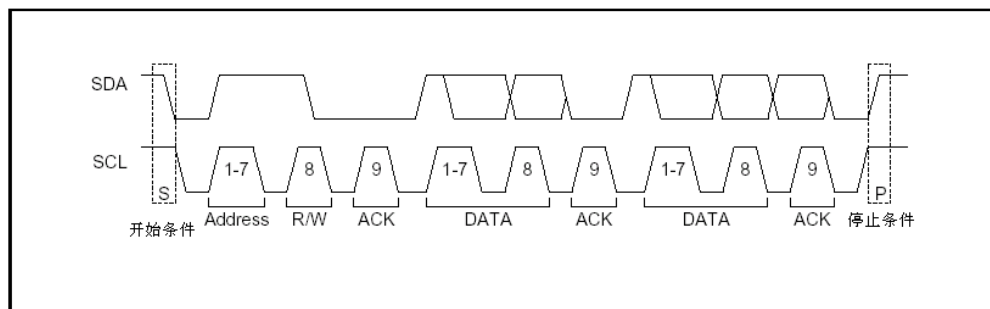 SDA
SCL
1-7 8 9 1-7 8 9 1-7 8 9
S P
Address R/W ACK DATA ACK DATA ACK
开始条件 停止条件